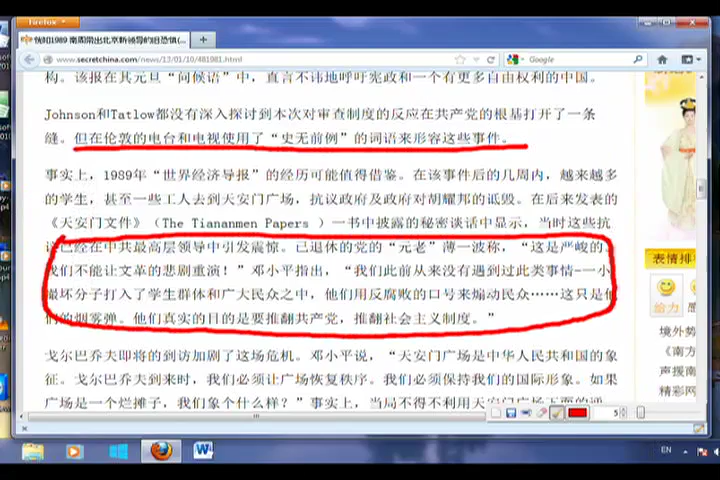 Firefox
1989
www.secretchina.com/news/13/01/10/481981.html
Google
构。该报在其元旦“问候语”中，直言不讳地呼吁宪政和一个有更多自由权利的中国。
Johnson和Tatlow都没有深入探讨到本次对审查制度的反应在共产党的根基打开了一条
缝。但在伦敦的电台和电视使用了“史无前例”的词语来形容这些事件。
事实上，1989年“世界经济导报”的经历可能值得借鉴。在该事件后的几周内，越来越多
的学生，甚至一些工人去到天安门广场，抗议政府及政府对胡耀邦的诋毁。在后来发表的
《天安门文件》（The Tiananmen Papers ）一书中披露的秘密谈话中显示，当时这些抗
议已经在中共最高层领导中引发震惊。已退休的党的“元老”薄一波称，“这是严峻的。
我们不能让文革的悲剧重演！”邓小平指出，“我们此前从来没有遇到过此类事情-—小
撮坏分子打入了学生群体和广大民众之中，他们用反腐败的口号来煽动民众……这只是他
们的烟雾弹。他们真实的目的是要推翻共产党，推翻社会主义制度。”
戈尔巴乔夫即将的到访加剧了这场危机。邓小平说，“天安门广场是中华人民共和国的象
征。戈尔巴乔夫到来时，我们必须让广场恢复秩序。我们必须保持我们的国际形象。如果
广场是一个烂摊子，我们象个什么样？”事实上，当局不得不利用天安门广场下面的
表情排
给力
感
境外势
《南方
声援南
精彩网
5
EN